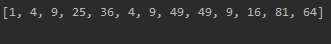 [1, 4, 9, 25, 36, 4, 9, 49, 49, 9, 16, 81, 64]